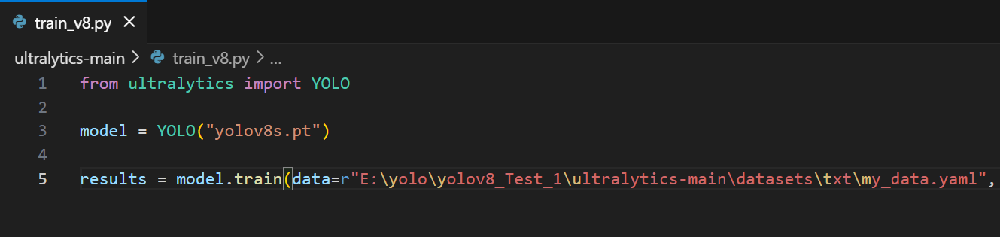 train_v8.py
ultralytics-main > train_v8.py > ...
1 from ultralytics import YOLO
2
3 model = YOLO("yolov8s.pt")
4
5 results = model.train(data=r"E:\yolo\yolov8_Test_1\ultralytics-main\datasets\txt\my_data.yaml",